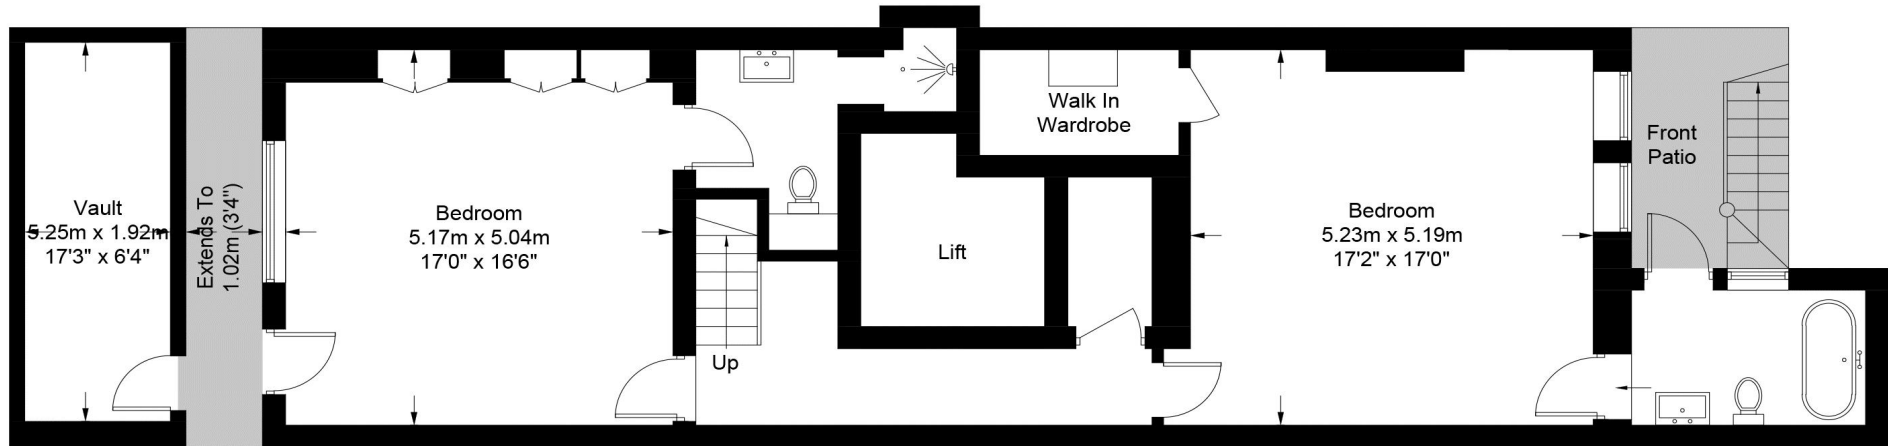 Vault
5.25m x 1.92m
17'3" x 6'4"
Extends To
1.02m (3'4")
Bedroom
5.17m x 5.04m
17'0" x 16'6"
Up
Lift
Walk In
Wardrobe
Bedroom
5.23m x 5.19m
17'2" x 17'0"
Front
Patio